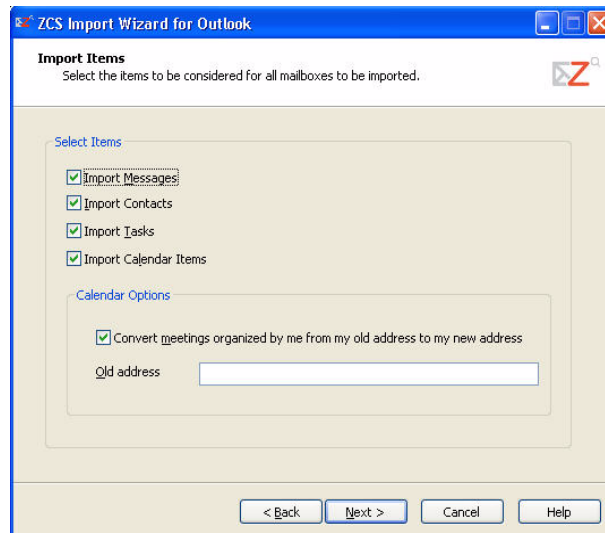 ZCS Import Wizard for Outlook
Import Items
Select the items to be considered for all mailboxes to be imported.
Select Items
Import Messages
Import Contacts
Import Tasks
Import Calendar Items
Calendar Options
Convert meetings organized by me from my old address to my new address
Old address
< Back Next > Cancel Help